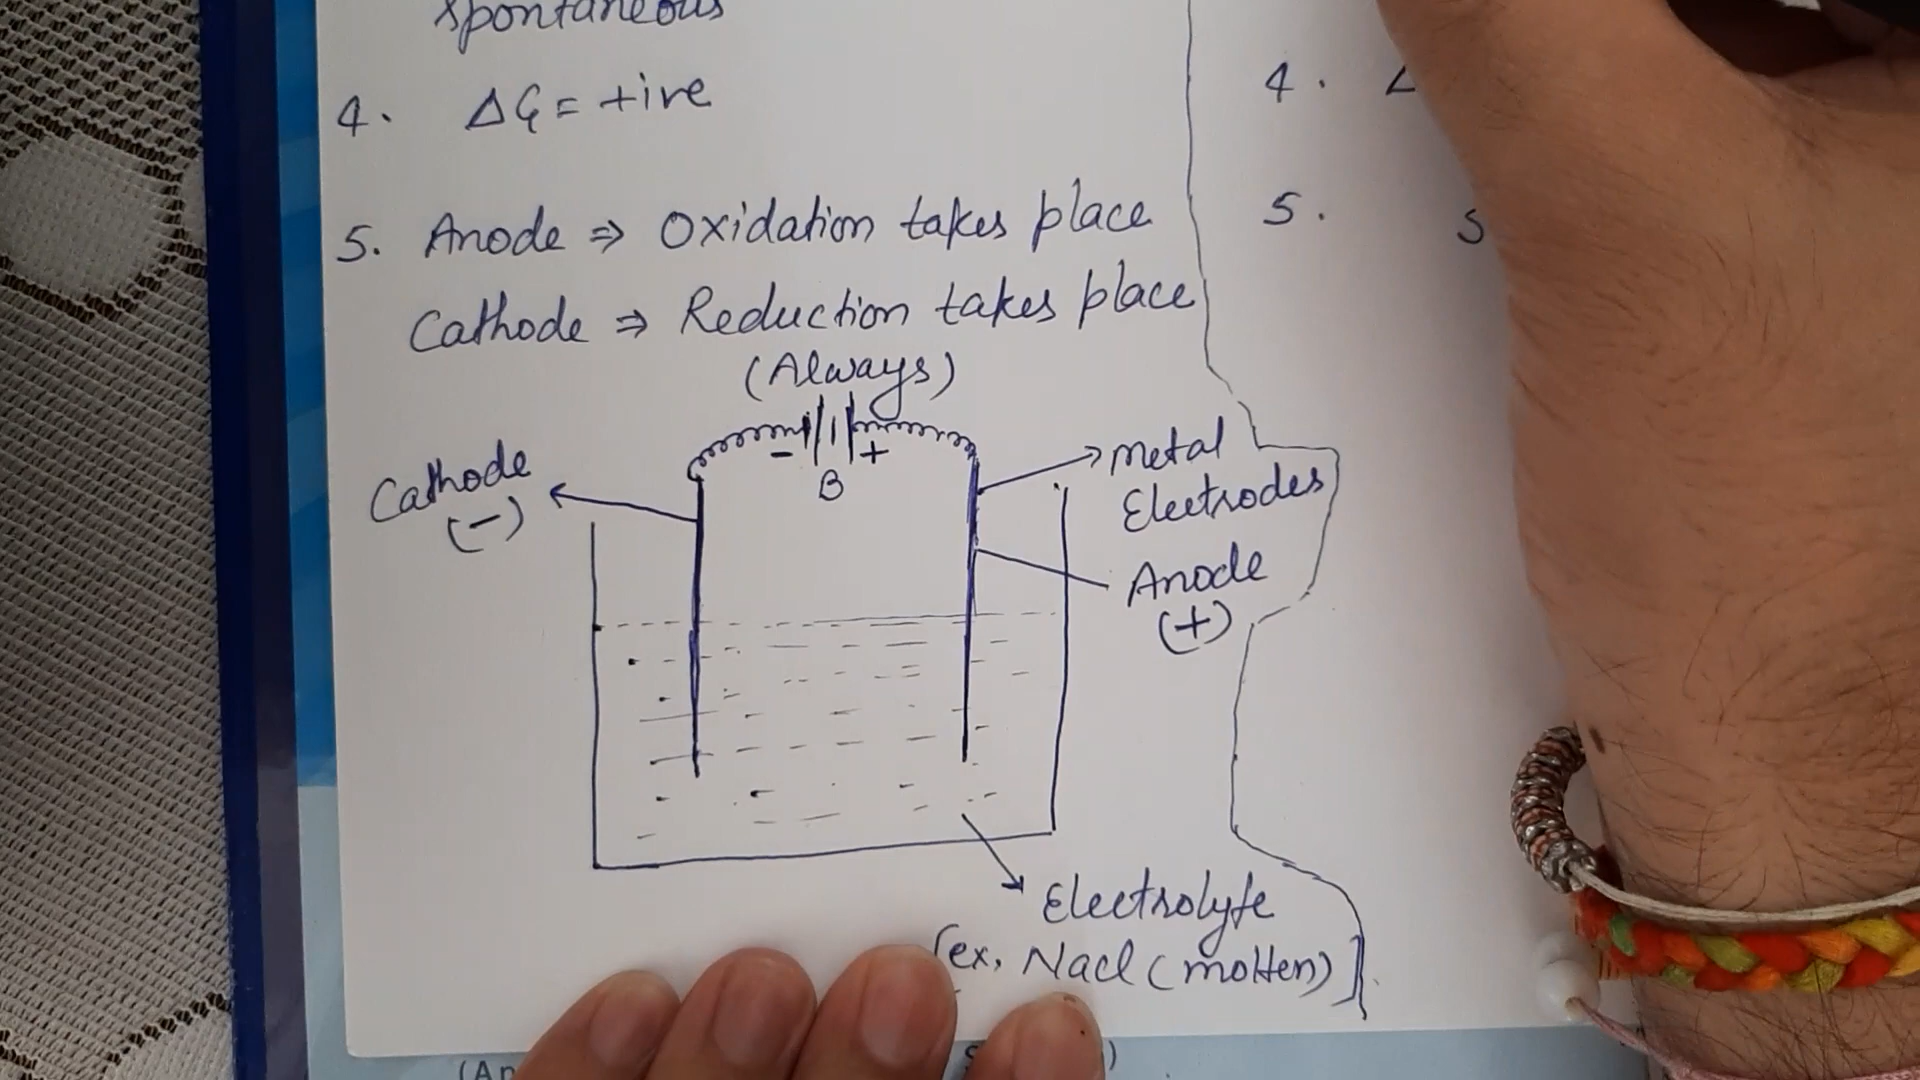 spontaneous
4. ΔG = +ive
5. Anode ⇒ Oxidation takes place
Cathode ⇒ Reduction takes place
(Always)
- +
B
Cathode
(-)
Metal
Electrodes
Anode
(+)
Electrolyte
[ex, Nacl (molten)]
4.
5. S